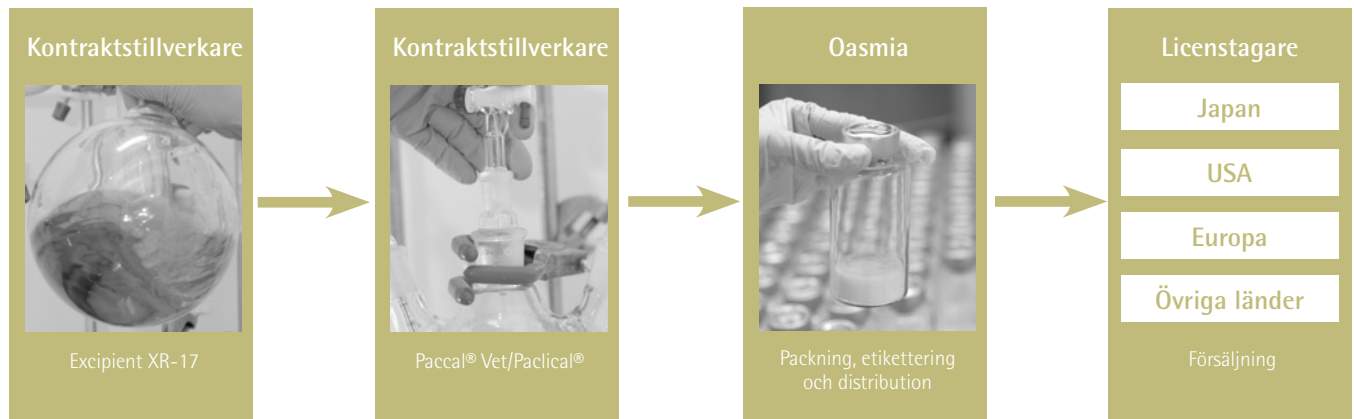 Kontraktstillverkare
Excipient XR-17
Kontraktstillverkare
Paccal® Vet/Paclical®
Oasmia
Packning, etikettering
och distribution
Licenstagare
Japan
USA
Europa
Övriga länder
Försäljning